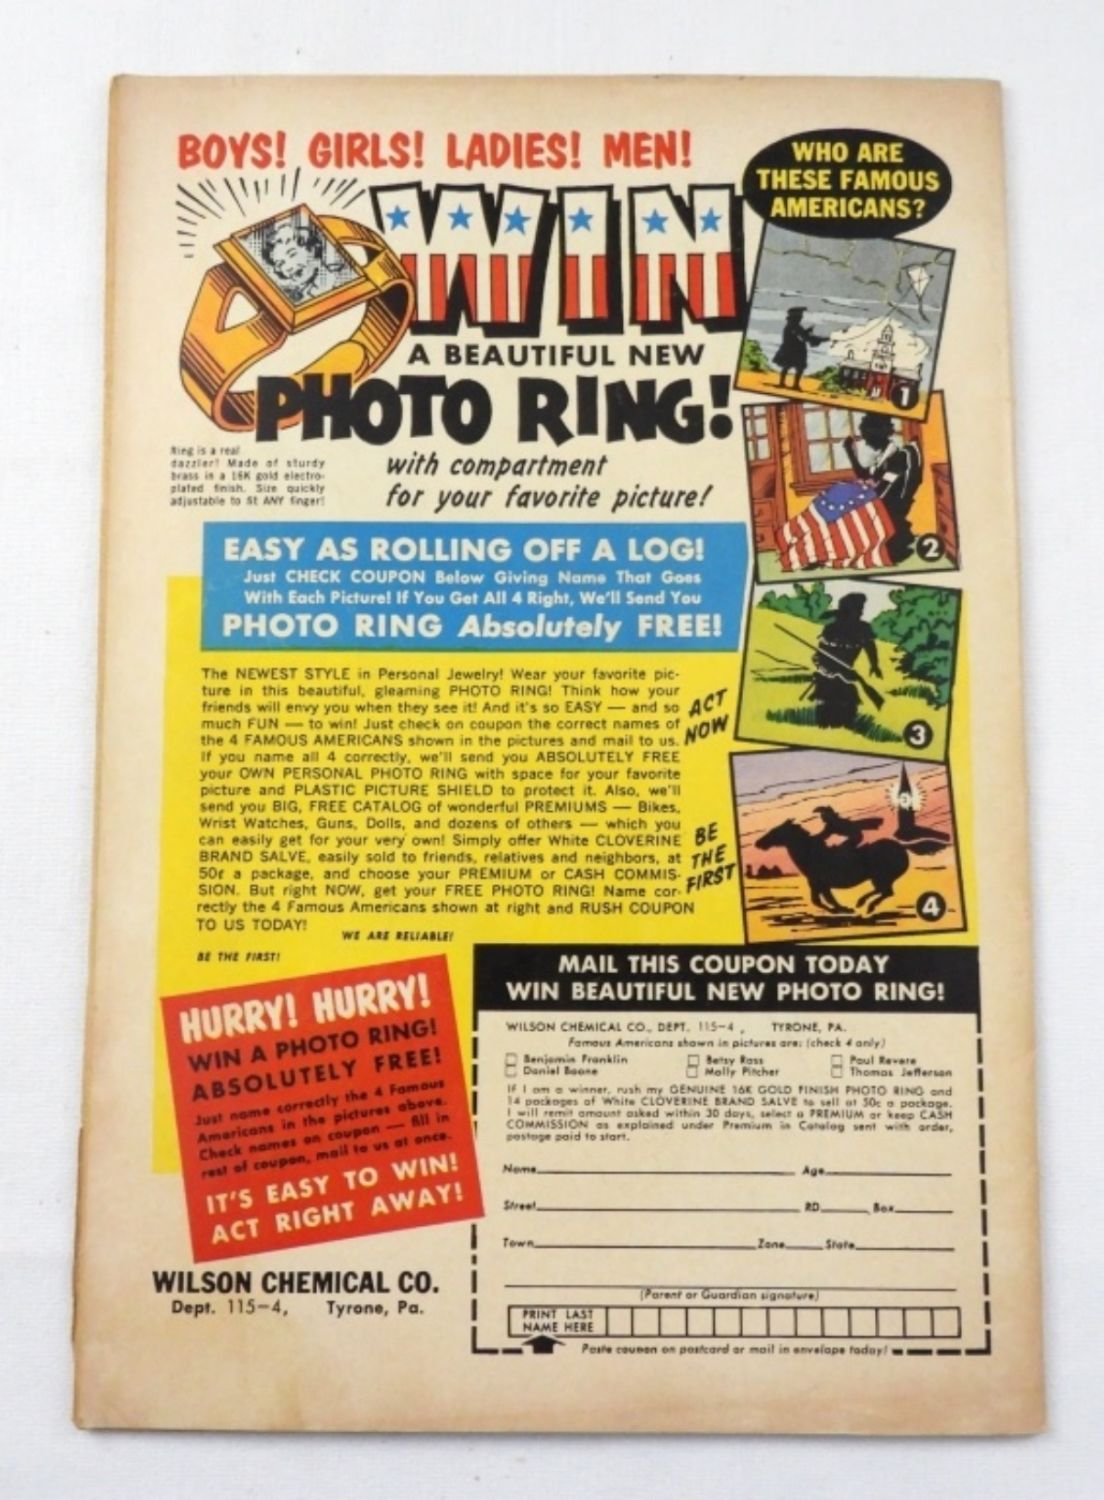 BOYS! GIRLS! LADIES! MEN!
WIN
A BEAUTIFUL NEW
PHOTO RING!
with compartment
for your favorite picture!
Ring is a real
dazzler! Made of sturdy
brass in a 16K gold electro-
plated finish. Size quickly
adjustable to fit ANY finger!
WHO ARE
THESE FAMOUS
AMERICANS?
1
2
3
4
EASY AS ROLLING OFF A LOG!
Just CHECK COUPON Below Giving Name That Goes
With Each Picture! If You Get All 4 Right, We'll Send You
PHOTO RING Absolutely FREE!
The NEWEST STYLE in Personal Jewelry! Wear your favorite pic-
ture in this beautiful, gleaming PHOTO RING! Think how your
friends will envy you when they see it! And it's so EASY — and so
much FUN — to win! Just check on coupon the correct names of
the 4 FAMOUS AMERICANS shown in the pictures and mail to us.
If you name all 4 correctly, we'll send you ABSOLUTELY FREE
your OWN PERSONAL PHOTO RING with space for your favorite
picture and PLASTIC PICTURE SHIELD to protect it. Also, we'll
send you BIG, FREE CATALOG of wonderful PREMIUMS — Bikes,
Wrist Watches, Guns, Dolls, and dozens of others — which you
can easily get for your very own! Simply offer White CLOVERINE
BRAND SALVE, easily sold to friends, relatives and neighbors, at
50¢ a package, and choose your PREMIUM or CASH COMMIS-
SION. But right NOW, get your FREE PHOTO RING! Name cor-
rectly the 4 Famous Americans shown at right and RUSH COUPON
TO US TODAY!
WE ARE RELIABLE!
BE THE FIRST!
ACT
NOW
BE
THE
FIRST
HURRY! HURRY!
WIN A PHOTO RING!
ABSOLUTELY FREE!
Just name correctly the 4 Famous
Americans in the pictures above.
Check names on coupon — fill in
rest of coupon, mail to us at once.
IT'S EASY TO WIN!
ACT RIGHT AWAY!
WILSON CHEMICAL CO.
Dept. 115-4, Tyrone, Pa.
MAIL THIS COUPON TODAY
WIN BEAUTIFUL NEW PHOTO RING!
WILSON CHEMICAL CO., DEPT. 115-4, TYRONE, PA.
Famous Americans shown in pictures are: (check 4 only)
Benjamin Franklin Betsy Ross Paul Revere
Daniel Boone Molly Pitcher Thomas Jefferson
If I am a winner, rush my GENUINE 16K GOLD FINISH PHOTO RING and
14 packages of White CLOVERINE BRAND SALVE to sell at 50c a package.
I will remit amount asked within 30 days, select a PREMIUM or keep CASH
COMMISSION as explained under Premium in Catalog sent with order,
postage paid to start.
Name Age
Street RD Box
Town Zone State
(Parent or Guardian signature)
PRINT LAST
NAME HERE
Paste coupon on postcard or mail in envelope today!